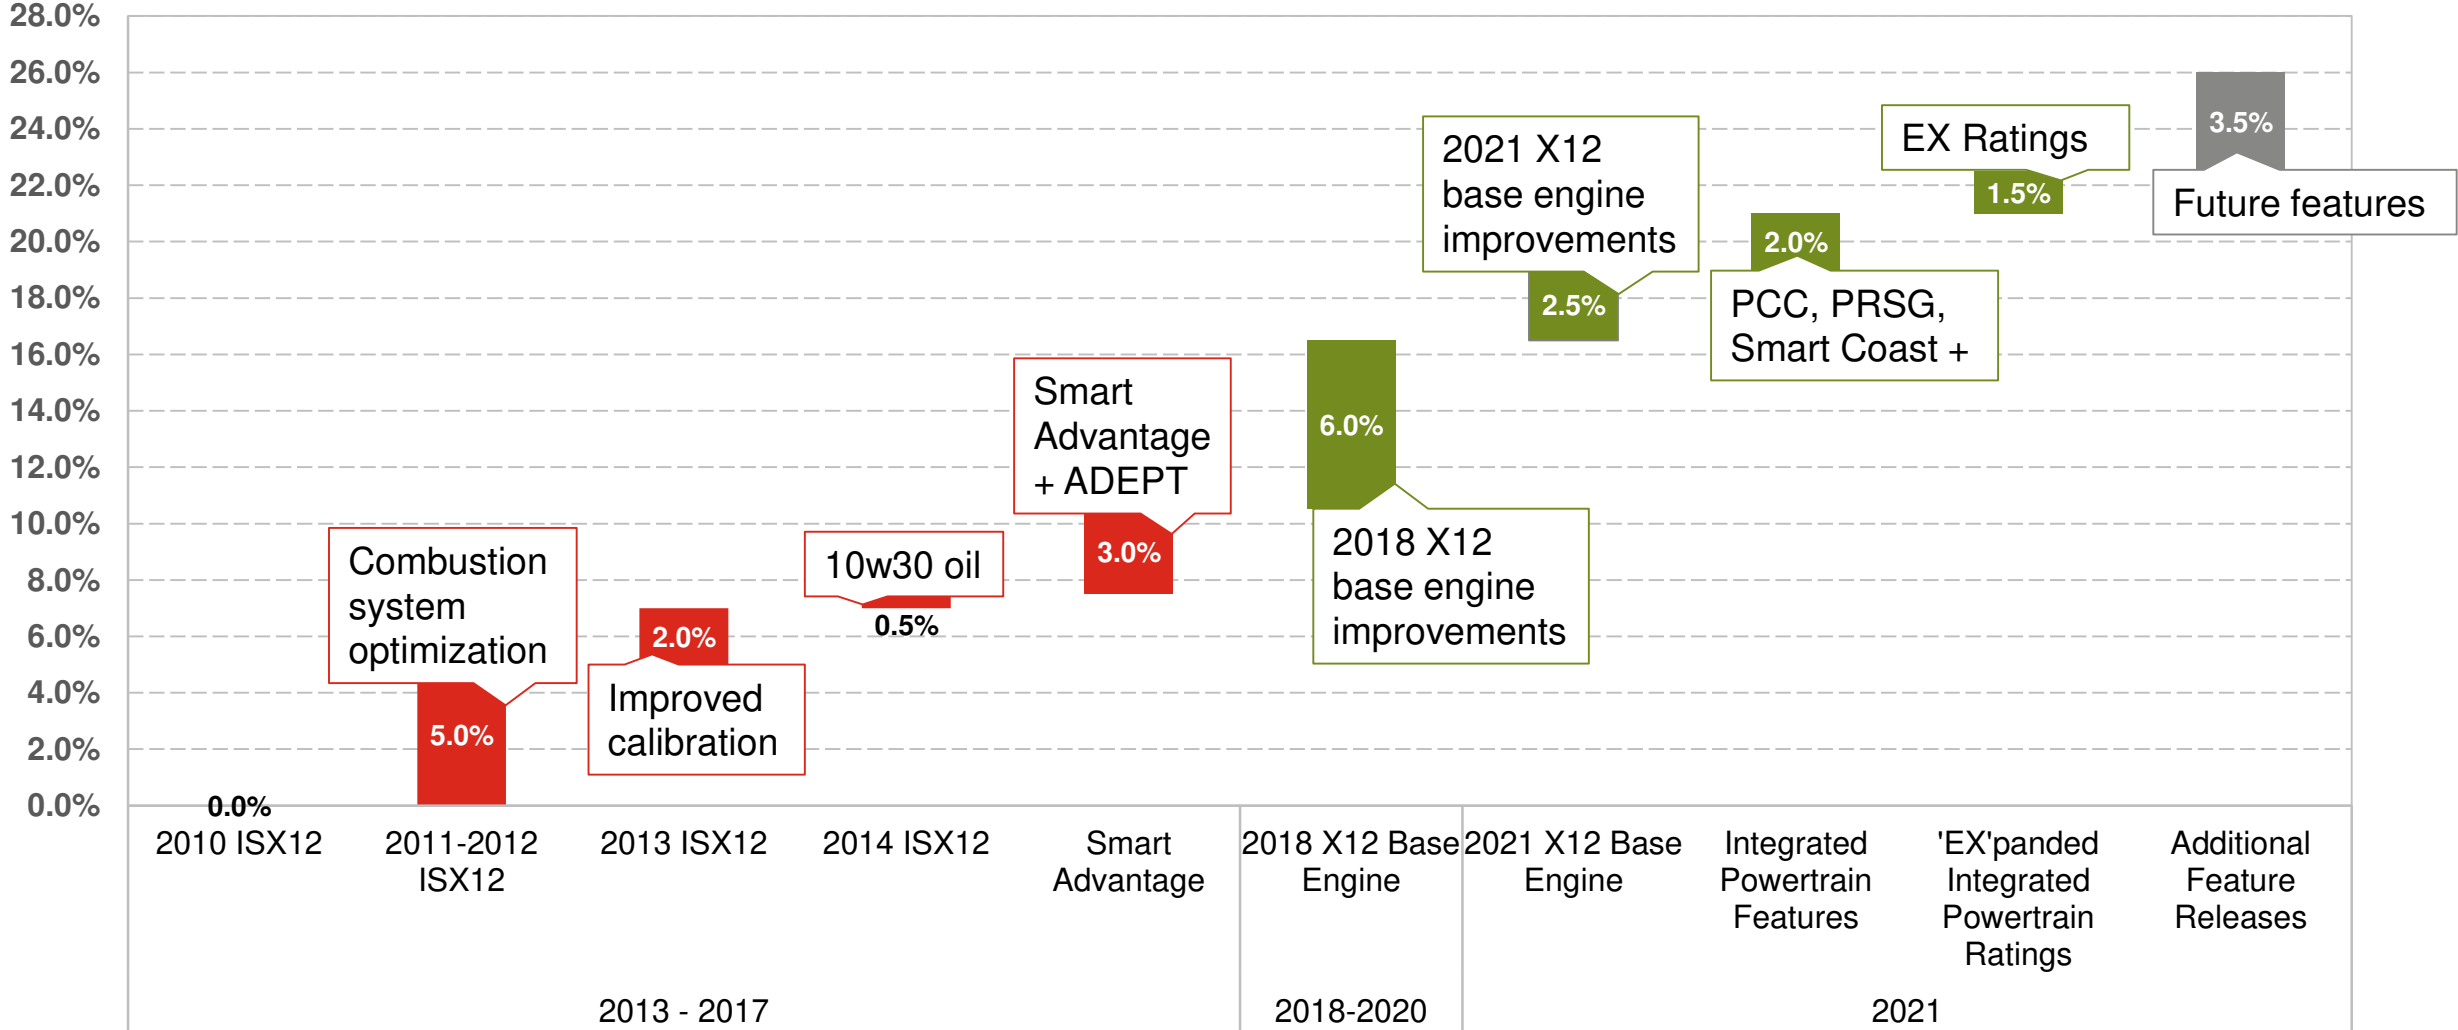 28.0%
26.0%
24.0%
22.0%
20.0%
18.0%
16.0%
14.0%
12.0%
10.0%
8.0%
6.0%
4.0%
2.0%
0.0%
0.0%
Combustion
system
optimization
5.0%
2.0%
Improved
calibration
10w30 oil
0.5%
Smart
Advantage
+ ADEPT
3.0%
6.0%
2018 X12
base engine
improvements
2021 X12
base engine
improvements
2.5%
2.0%
PCC, PRSG,
Smart Coast +
EX Ratings
1.5%
3.5%
Future features
2010 ISX12
2011-2012
ISX12
2013 ISX12
2014 ISX12
Smart
Advantage
2018 X12 Base
Engine
2021 X12 Base
Engine
Integrated
Powertrain
Features
'EX'panded
Integrated
Powertrain
Ratings
Additional
Feature
Releases
2013 - 2017
2018-2020
2021